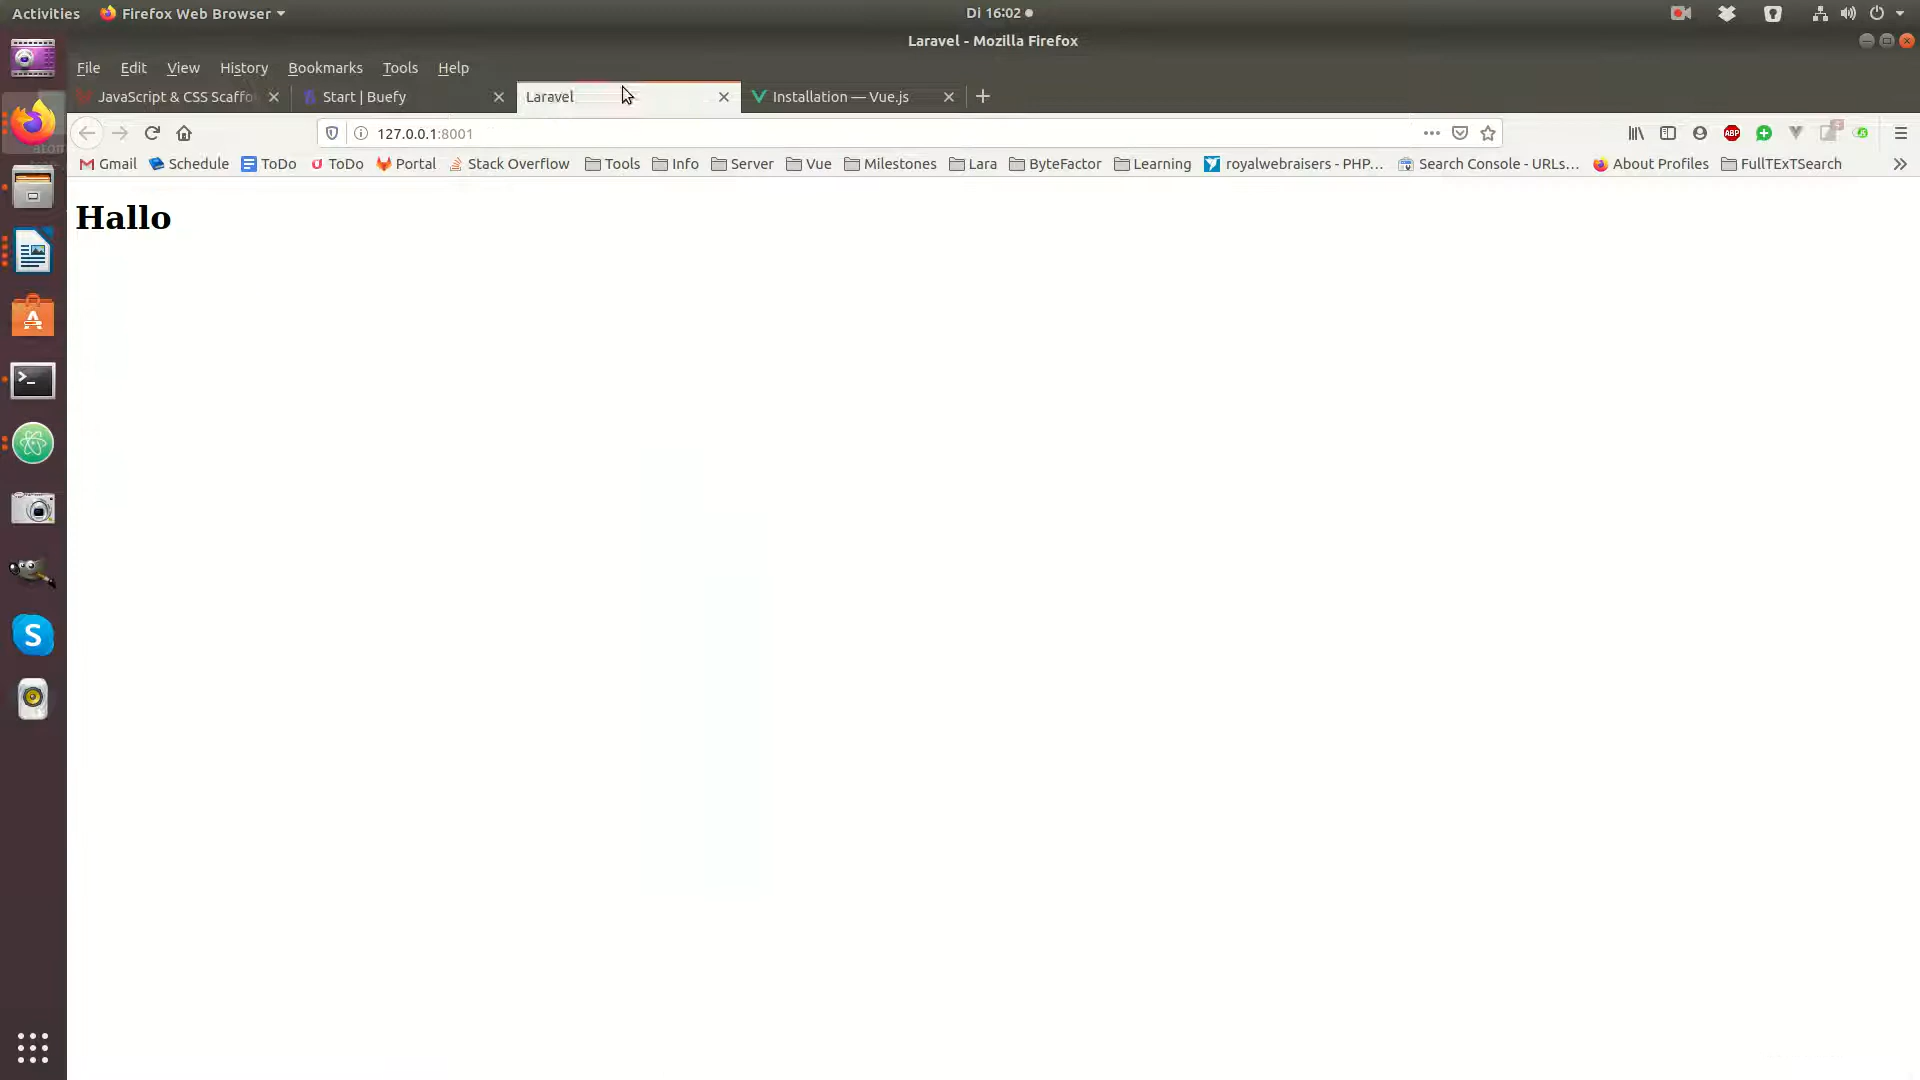 Activities Firefox Web Browser Di 16:02
Laravel - Mozilla Firefox
File Edit View History Bookmarks Tools Help
JavaScript & CSS Scaffo Start | Buefy Laravel Installation — Vue.js
127.0.0.1:8001
Gmail Schedule ToDo ToDo Portal Stack Overflow Tools Info Server Vue Milestones Lara ByteFactor Learning royalwebraisers - PHP... Search Console - URLs... About Profiles FullTExTSearch
Hallo